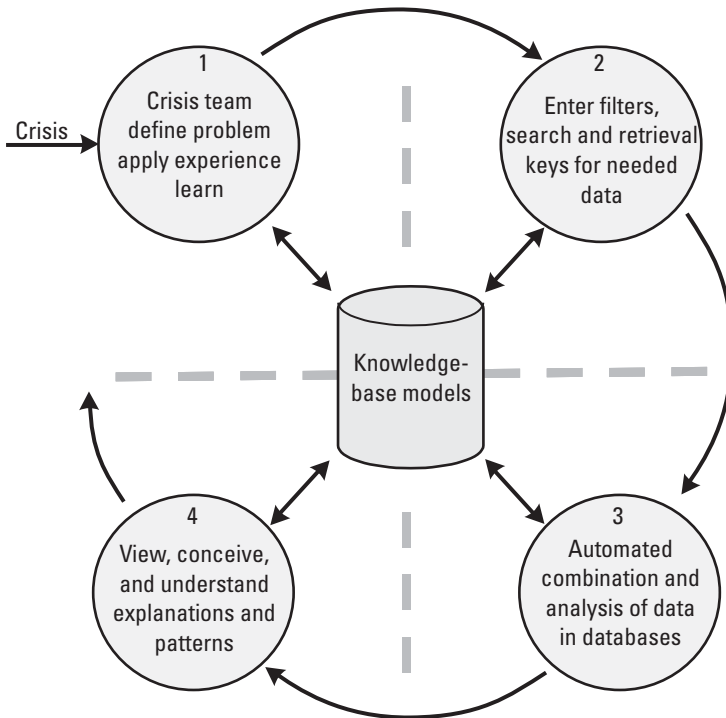 1
Crisis team
define problem
apply experience
learn
2
Enter filters,
search and retrieval
keys for needed
data
Crisis
Knowledge-
base models
4
View, conceive,
and understand
explanations and
patterns
3
Automated
combination and
analysis of data
in databases